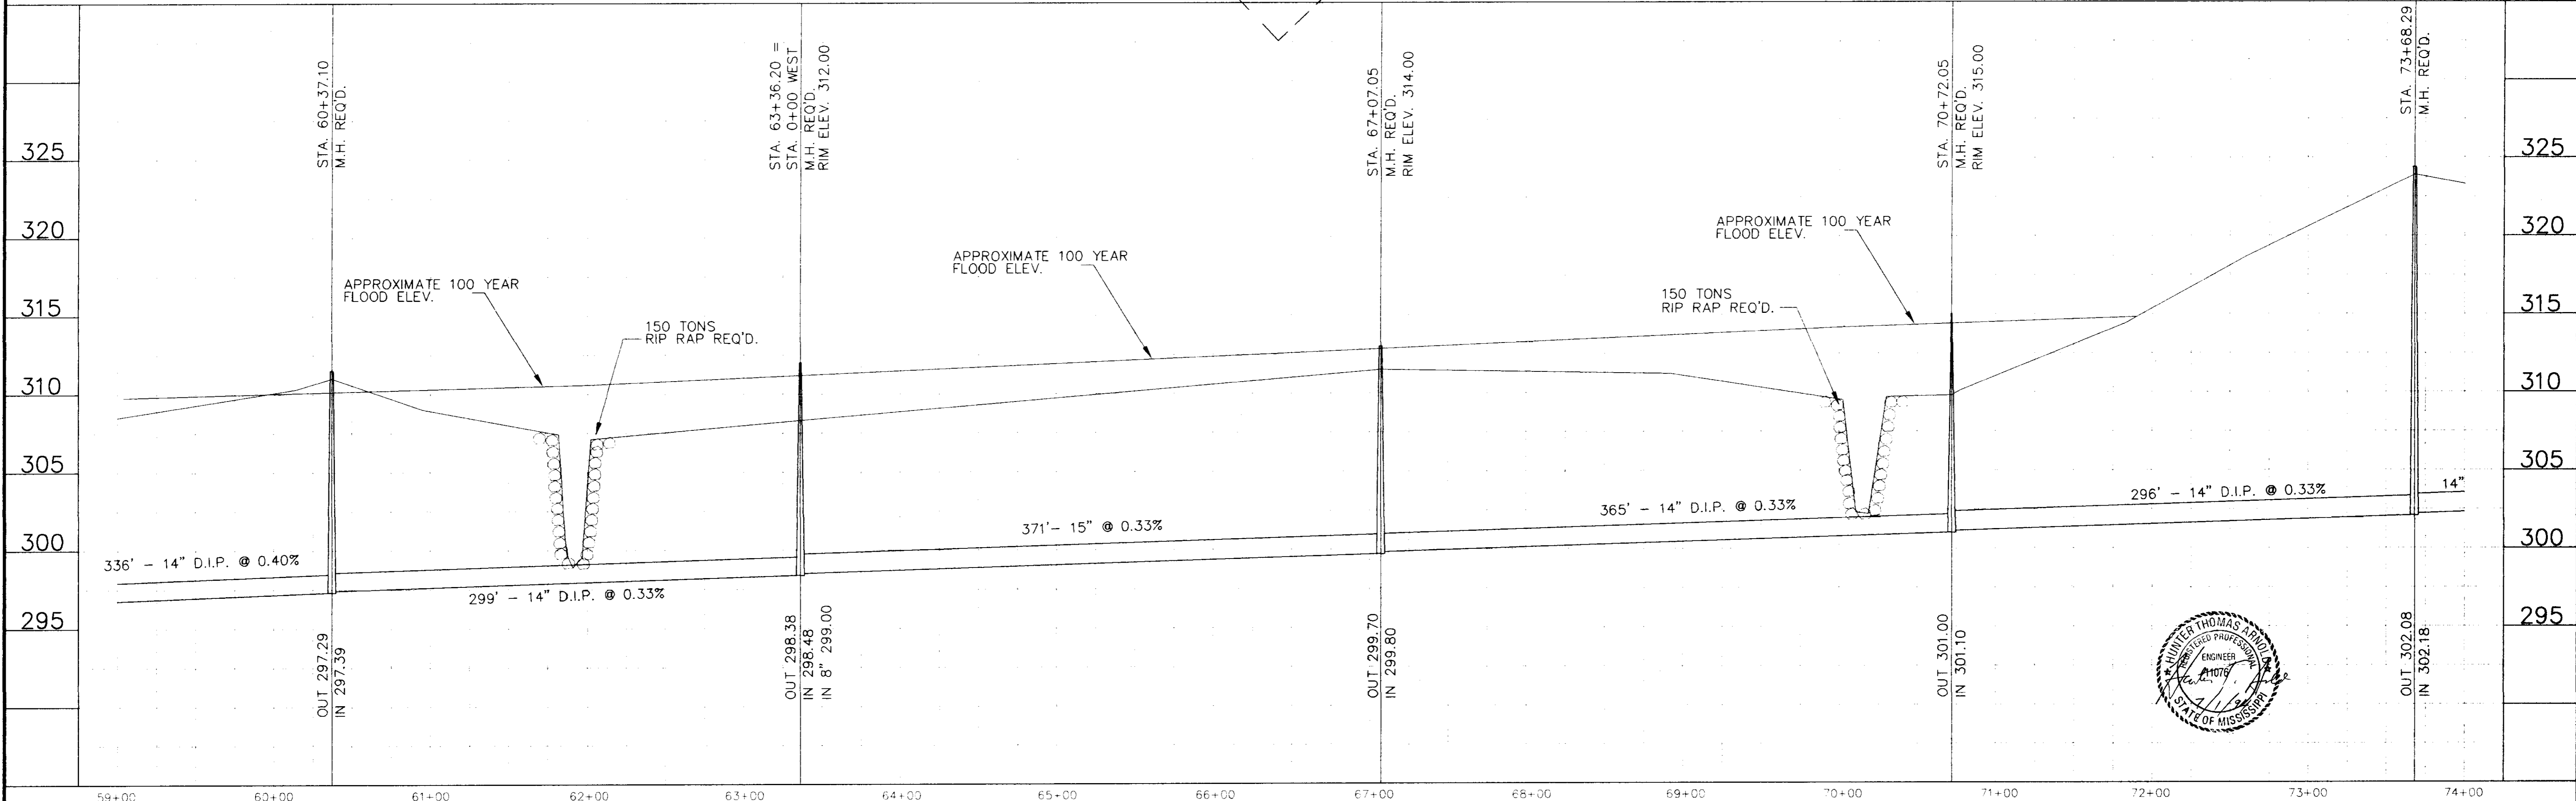 STA. 60+37.10
M.H. REQ'D.
STA. 63+36.20 =
STA. 0+00 WEST
M.H. REQ'D.
RIM ELEV. 312.00
STA. 67+07.05
M.H. REQ'D.
RIM ELEV. 314.00
STA. 70+72.05
M.H. REQ'D.
RIM ELEV. 315.00
STA. 73+68.29
M.H. REQ'D.
325
320
315
310
305
300
295
325
320
315
310
305
300
295
APPROXIMATE 100 YEAR
FLOOD ELEV.
150 TONS
RIP RAP REQ'D.
APPROXIMATE 100 YEAR
FLOOD ELEV.
APPROXIMATE 100 YEAR
FLOOD ELEV.
150 TONS
RIP RAP REQ'D.
336' - 14" D.I.P. @ 0.40%
299' - 14" D.I.P. @ 0.33%
371'- 15" @ 0.33%
365' - 14" D.I.P. @ 0.33%
296' - 14" D.I.P. @ 0.33%
14"
OUT 297.29
IN 297.39
OUT 298.38
IN 298.48
IN 8" 299.00
OUT 299.70
IN 299.80
OUT 301.00
IN 301.10
OUT 302.08
IN 302.18
HUNTER THOMAS ARNOLD
REGISTERED PROFESSIONAL
ENGINEER
11076
STATE OF MISSISSIPPI
59+00
60+00
61+00
62+00
63+00
64+00
65+00
66+00
67+00
68+00
69+00
70+00
71+00
72+00
73+00
74+00